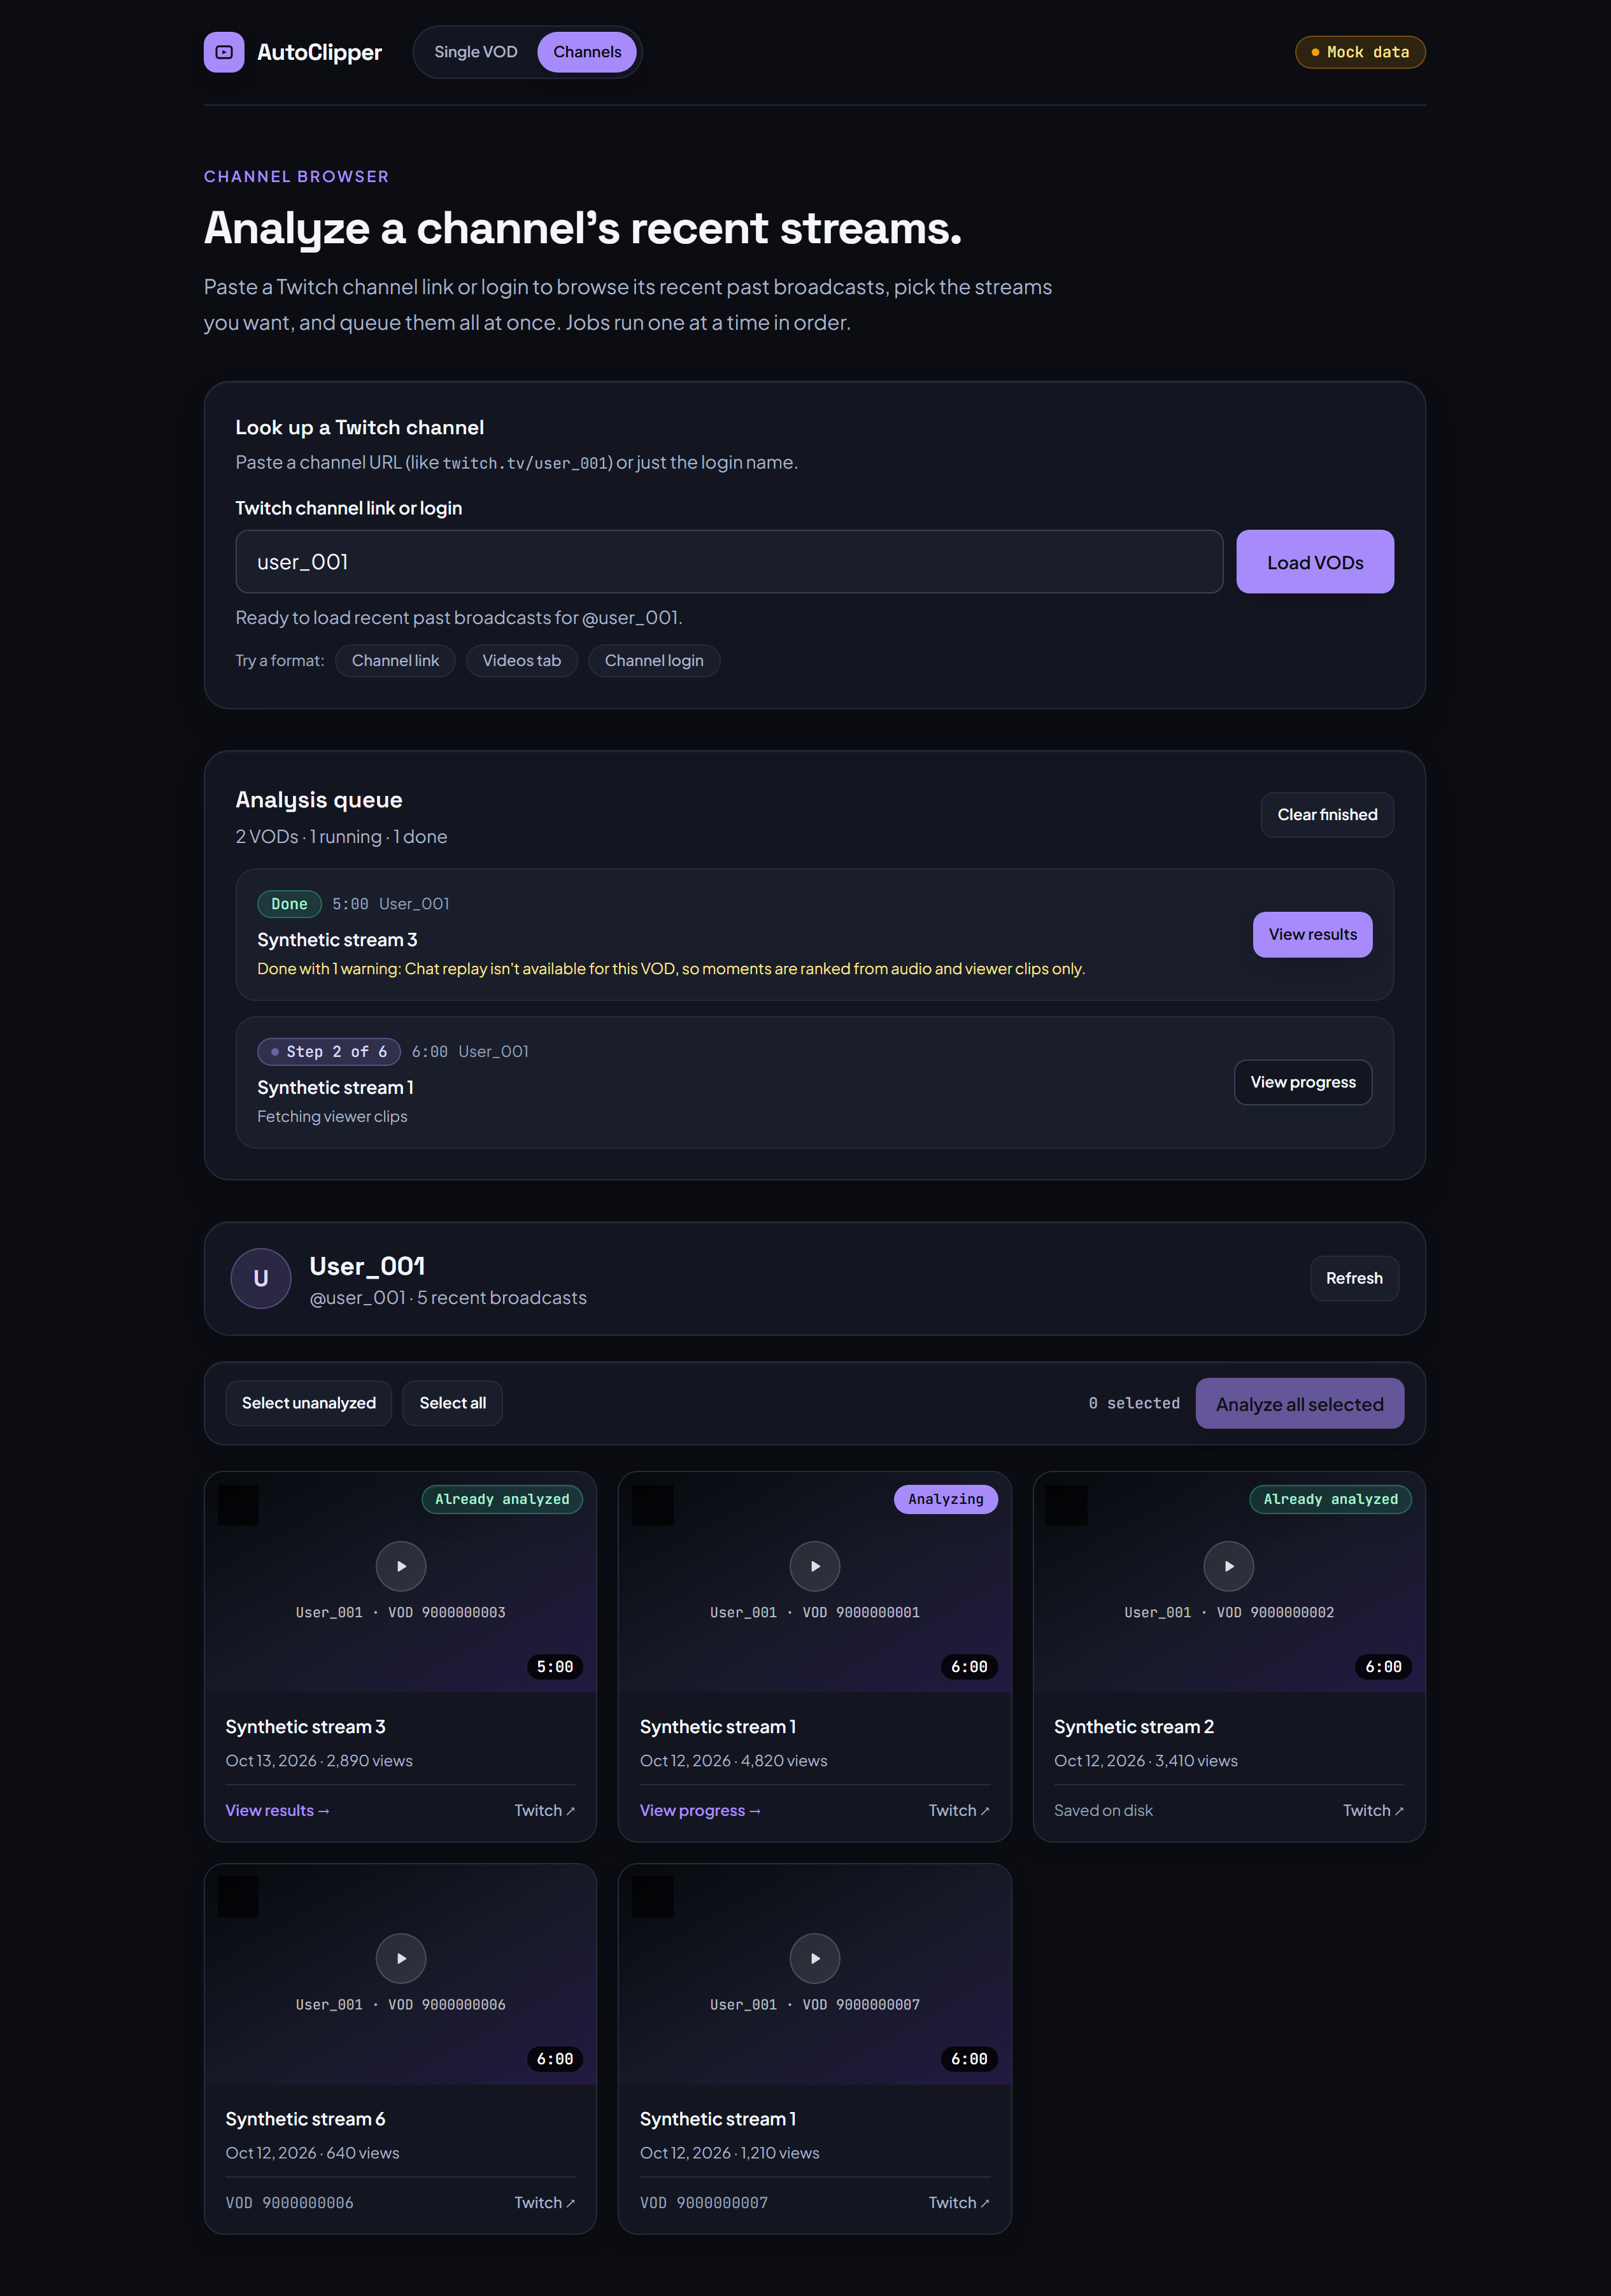 AutoClipper
Single VOD
Channels
Mock data
CHANNEL BROWSER
Analyze a channel's recent streams.
Paste a Twitch channel link or login to browse its recent past broadcasts, pick the streams
you want, and queue them all at once. Jobs run one at a time in order.
Look up a Twitch channel
Paste a channel URL (like twitch.tv/user_001) or just the login name.
Twitch channel link or login
user_001
Load VODs
Ready to load recent past broadcasts for @user_001.
Try a format:
Channel link
Videos tab
Channel login
Analysis queue
2 VODs · 1 running · 1 done
Clear finished
Done 5:00 User_001
Synthetic stream 3
Done with 1 warning: Chat replay isn't available for this VOD, so moments are ranked from audio and viewer clips only.
View results
Step 2 of 6 6:00 User_001
Synthetic stream 1
Fetching viewer clips
View progress
U
User_001
@user_001 · 5 recent broadcasts
Refresh
Select unanalyzed
Select all
0 selected
Analyze all selected
Already analyzed
User_001 · VOD 9000000003
5:00
Synthetic stream 3
Oct 13, 2026 · 2,890 views
View results →
Twitch ↗
Analyzing
User_001 · VOD 9000000001
6:00
Synthetic stream 1
Oct 12, 2026 · 4,820 views
View progress →
Twitch ↗
Already analyzed
User_001 · VOD 9000000002
6:00
Synthetic stream 2
Oct 12, 2026 · 3,410 views
Saved on disk
Twitch ↗
User_001 · VOD 9000000006
6:00
Synthetic stream 6
Oct 12, 2026 · 640 views
VOD 9000000006
Twitch ↗
User_001 · VOD 9000000007
6:00
Synthetic stream 1
Oct 12, 2026 · 1,210 views
VOD 9000000007
Twitch ↗